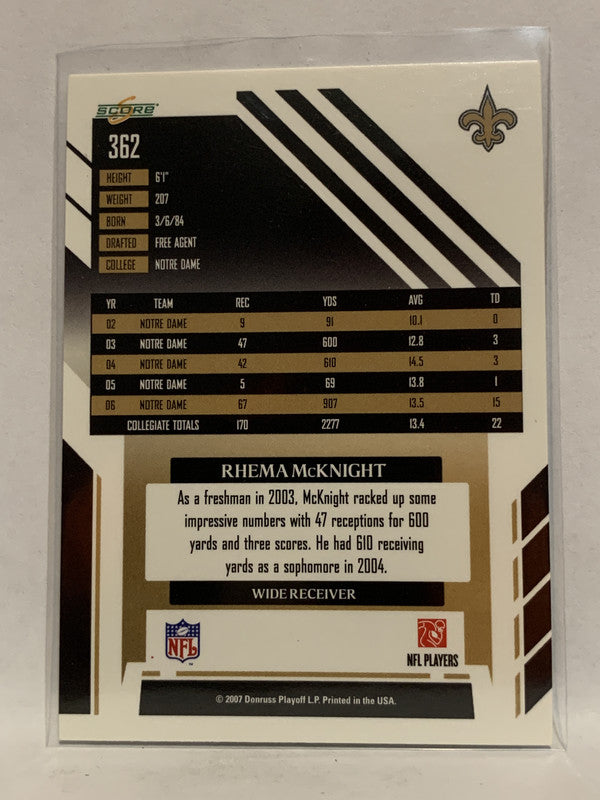 SCORE
362
HEIGHT 6'1"
WEIGHT 207
BORN 3/6/84
DRAFTED FREE AGENT
COLLEGE NOTRE DAME
YR TEAM REC YDS AVG TD
02 NOTRE DAME 9 91 10.1 0
03 NOTRE DAME 47 600 12.8 3
04 NOTRE DAME 42 610 14.5 3
05 NOTRE DAME 5 69 13.8 1
06 NOTRE DAME 67 907 13.5 15
COLLEGIATE TOTALS 170 2277 13.4 22
RHEMA McKNIGHT
As a freshman in 2003, McKnight racked up some
impressive numbers with 47 receptions for 600
yards and three scores. He had 610 receiving
yards as a sophomore in 2004.
WIDE RECEIVER
NFL
NFL PLAYERS
© 2007 Donruss Playoff L.P. Printed in the USA.